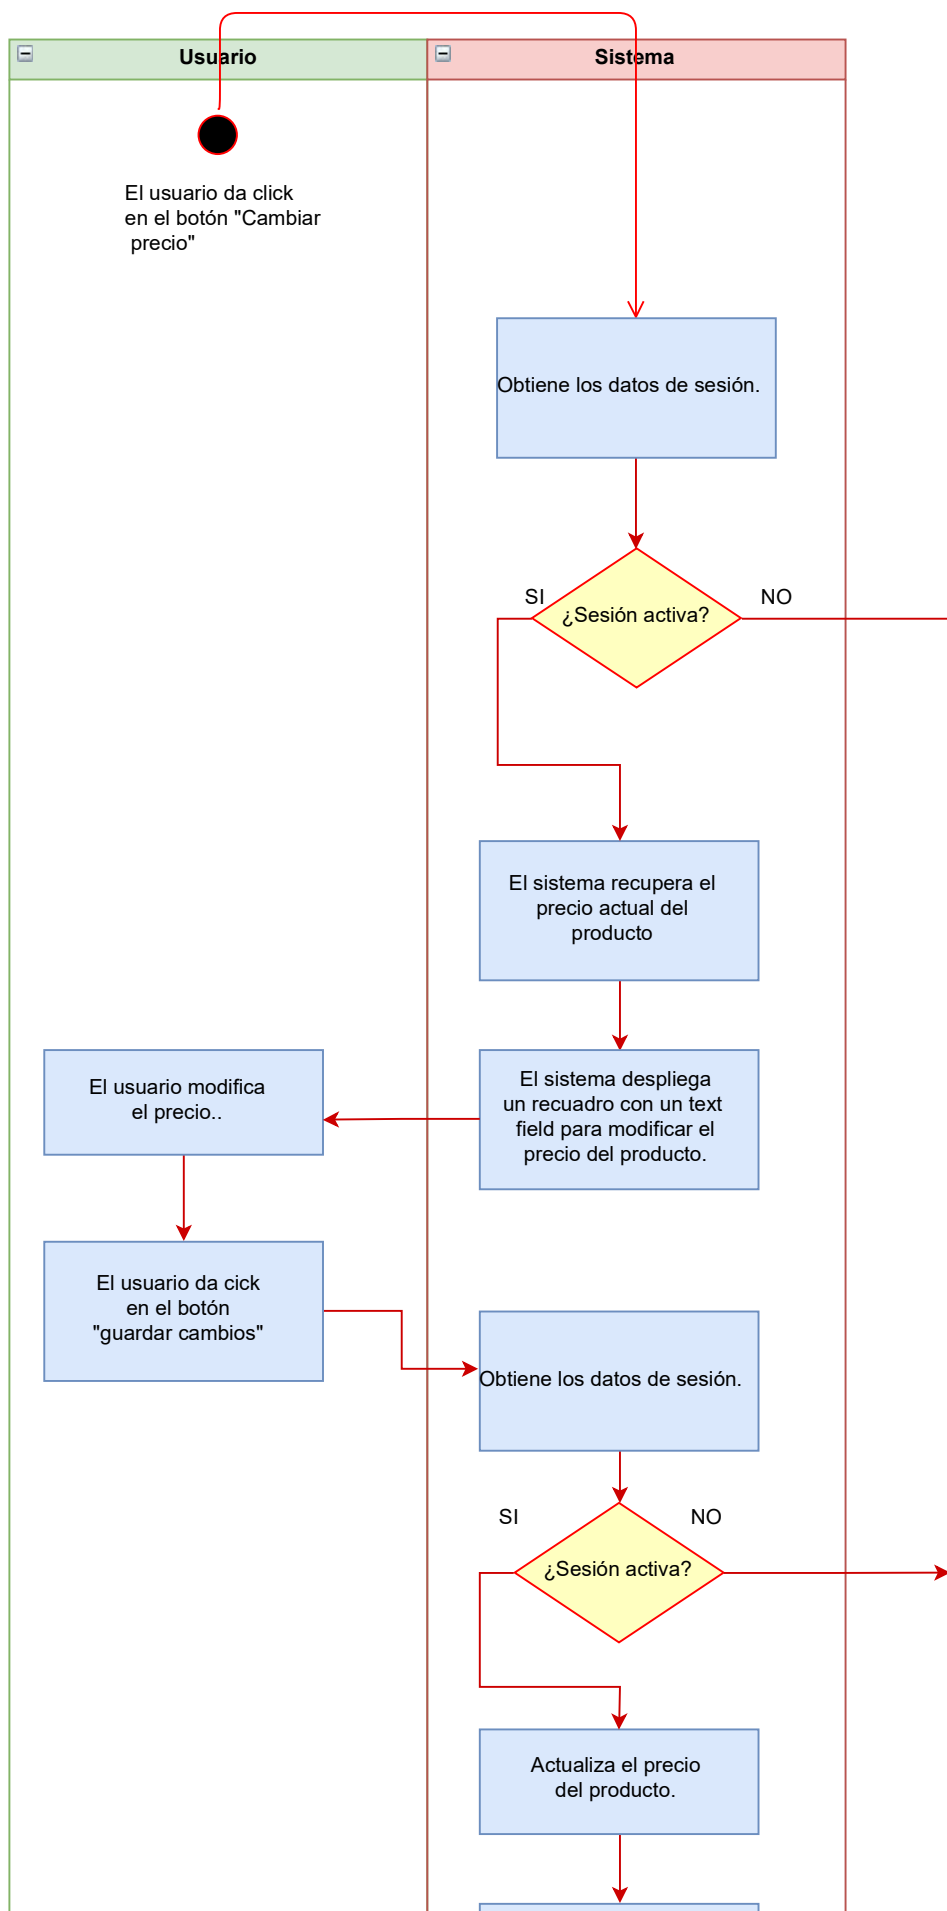 Usuario
Sistema
El usuario da click
en el botón "Cambiar
precio"
Obtiene los datos de sesión.
SI
¿Sesión activa?
NO
El sistema recupera el
precio actual del
producto
El usuario modifica
el precio..
El sistema despliega
un recuadro con un text
field para modificar el
precio del producto.
El usuario da cick
en el botón
"guardar cambios"
Obtiene los datos de sesión.
SI
NO
¿Sesión activa?
Actualiza el precio
del producto.